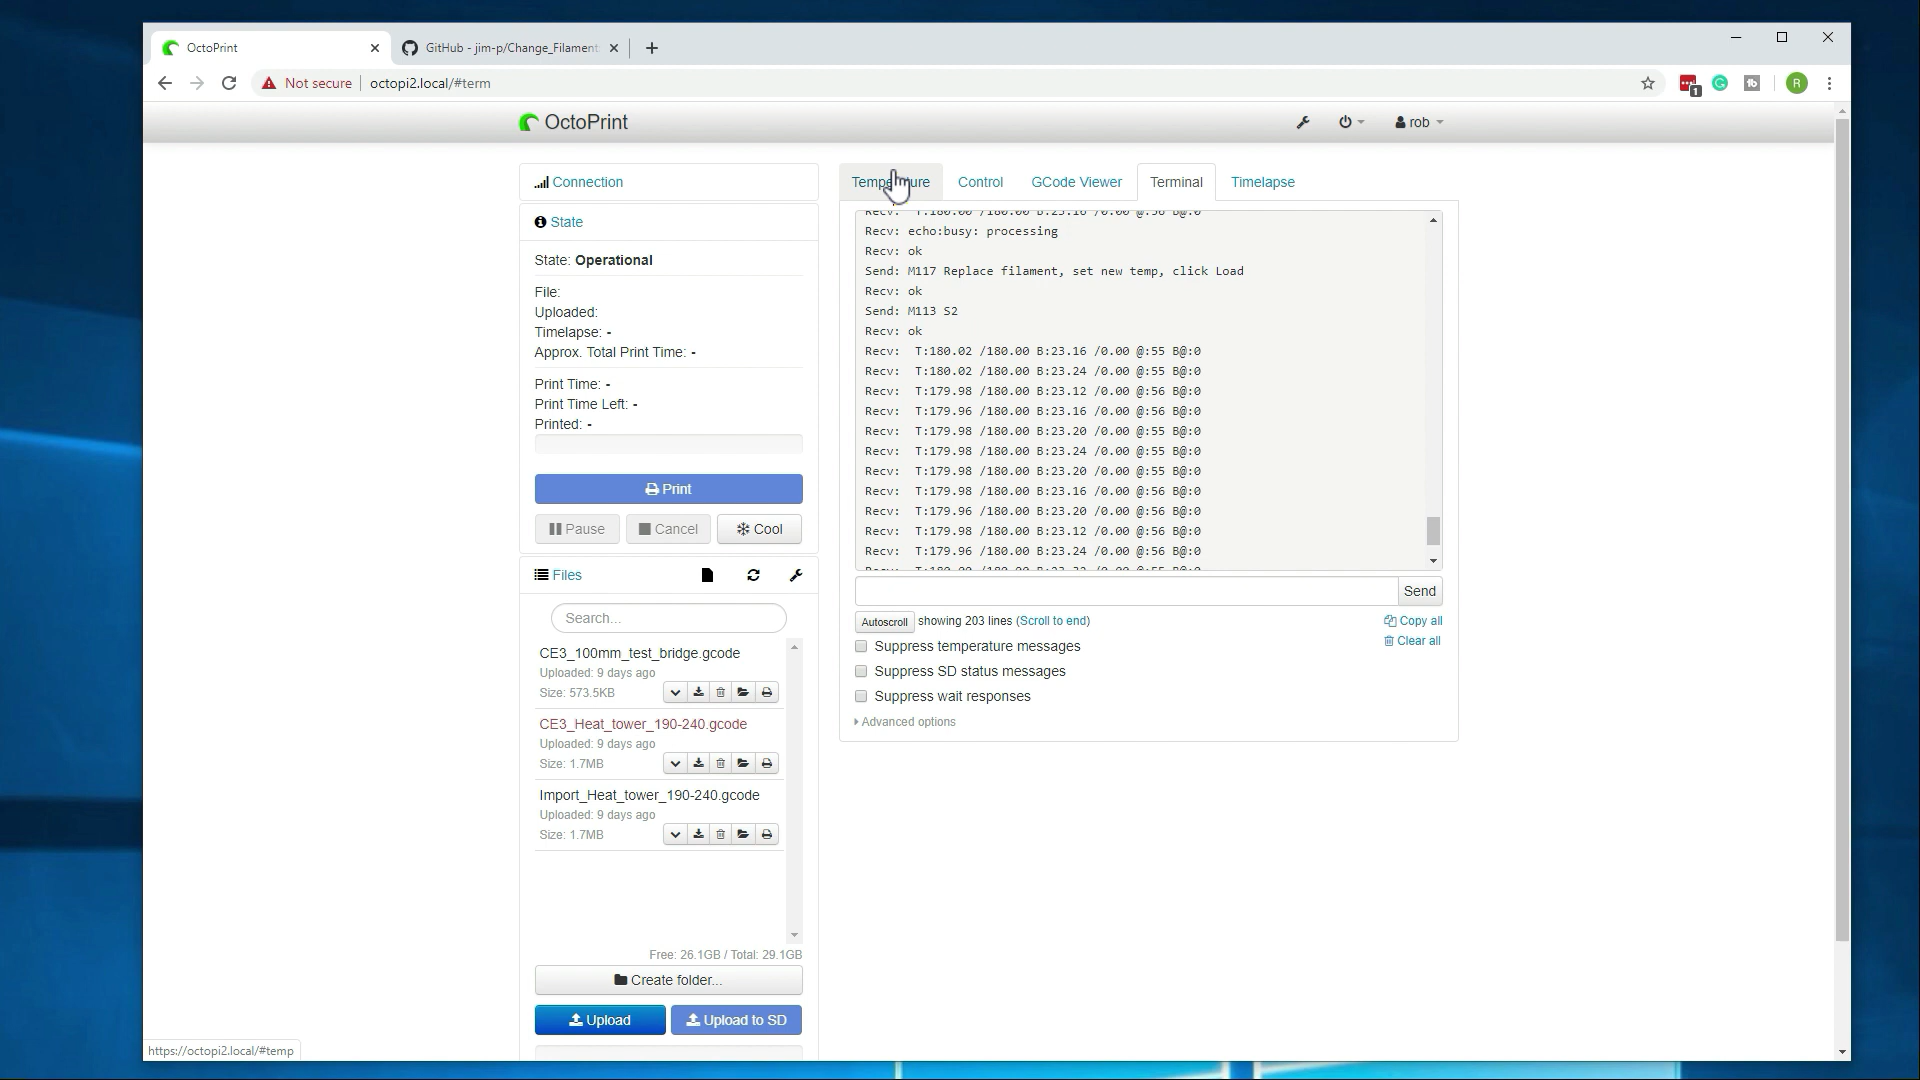 OctoPrint
GitHub - jim-p/Change_Filament
Not secure
octopi2.local/#term
1
R
OctoPrint
rob
Connection
State
State: Operational
File:
Uploaded:
Timelapse: -
Approx. Total Print Time: -
Print Time: -
Print Time Left: -
Printed: -
Print
Pause
Cancel
Cool
Files
Search...
CE3_100mm_test_bridge.gcode
Uploaded: 9 days ago
Size: 573.5KB
CE3_Heat_tower_190-240.gcode
Uploaded: 9 days ago
Size: 1.7MB
Import_Heat_tower_190-240.gcode
Uploaded: 9 days ago
Size: 1.7MB
Free: 26.1GB / Total: 29.1GB
Create folder...
Upload
Upload to SD
Temperature
Control
GCode Viewer
Terminal
Timelapse
Recv: T:180.00 /180.00 B:23.16 /0.00 @:56 B@:0
Recv: echo:busy: processing
Recv: ok
Send: M117 Replace filament, set new temp, click Load
Recv: ok
Send: M113 S2
Recv: ok
Recv:  T:180.02 /180.00 B:23.16 /0.00 @:55 B@:0
Recv:  T:180.02 /180.00 B:23.24 /0.00 @:55 B@:0
Recv:  T:179.98 /180.00 B:23.12 /0.00 @:56 B@:0
Recv:  T:179.96 /180.00 B:23.16 /0.00 @:56 B@:0
Recv:  T:179.98 /180.00 B:23.20 /0.00 @:55 B@:0
Recv:  T:179.98 /180.00 B:23.24 /0.00 @:55 B@:0
Recv:  T:179.98 /180.00 B:23.20 /0.00 @:55 B@:0
Recv:  T:179.98 /180.00 B:23.16 /0.00 @:56 B@:0
Recv:  T:179.96 /180.00 B:23.20 /0.00 @:56 B@:0
Recv:  T:179.98 /180.00 B:23.12 /0.00 @:56 B@:0
Recv:  T:179.96 /180.00 B:23.24 /0.00 @:56 B@:0
Send
Autoscroll showing 203 lines (Scroll to end)
Copy all
Clear all
Suppress temperature messages
Suppress SD status messages
Suppress wait responses
Advanced options
https://octopi2.local/#temp